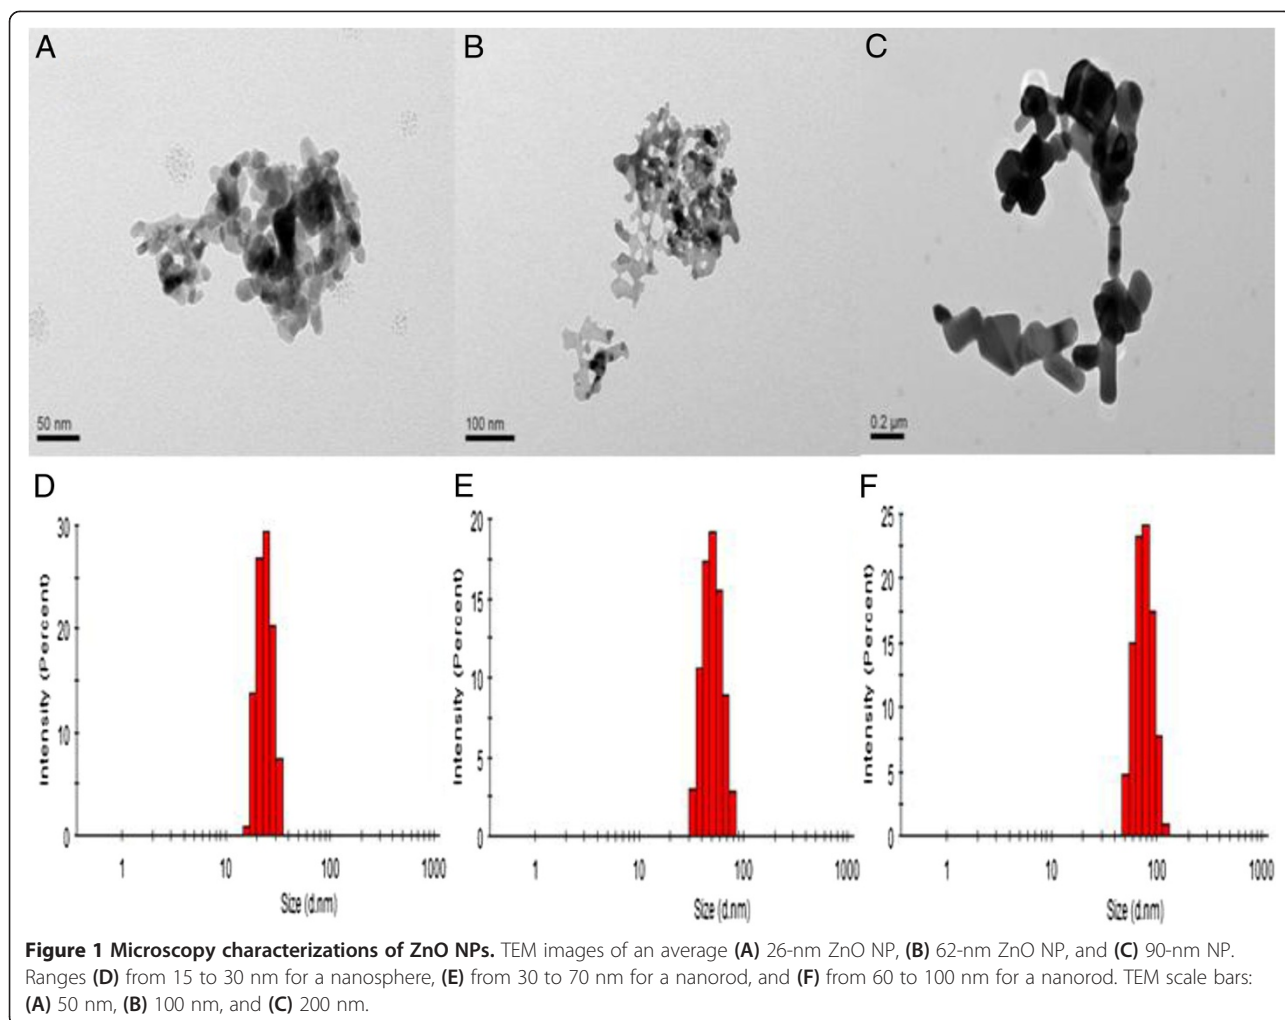 A
B
C
50 nm
100 nm
0.2 µm
D
E
F
Intensity (Percent)
30
20
10
0
1
10
100
1000
Size (d.nm)
Intensity (Percent)
20
15
10
5
0
1
10
100
1000
Size (d.nm)
Intensity (Percent)
25
20
15
10
5
0
1
10
100
1000
Size (d.nm)
Figure 1 Microscopy characterizations of ZnO NPs. TEM images of an average (A) 26-nm ZnO NP, (B) 62-nm ZnO NP, and (C) 90-nm NP.
Ranges (D) from 15 to 30 nm for a nanosphere, (E) from 30 to 70 nm for a nanorod, and (F) from 60 to 100 nm for a nanorod. TEM scale bars:
(A) 50 nm, (B) 100 nm, and (C) 200 nm.